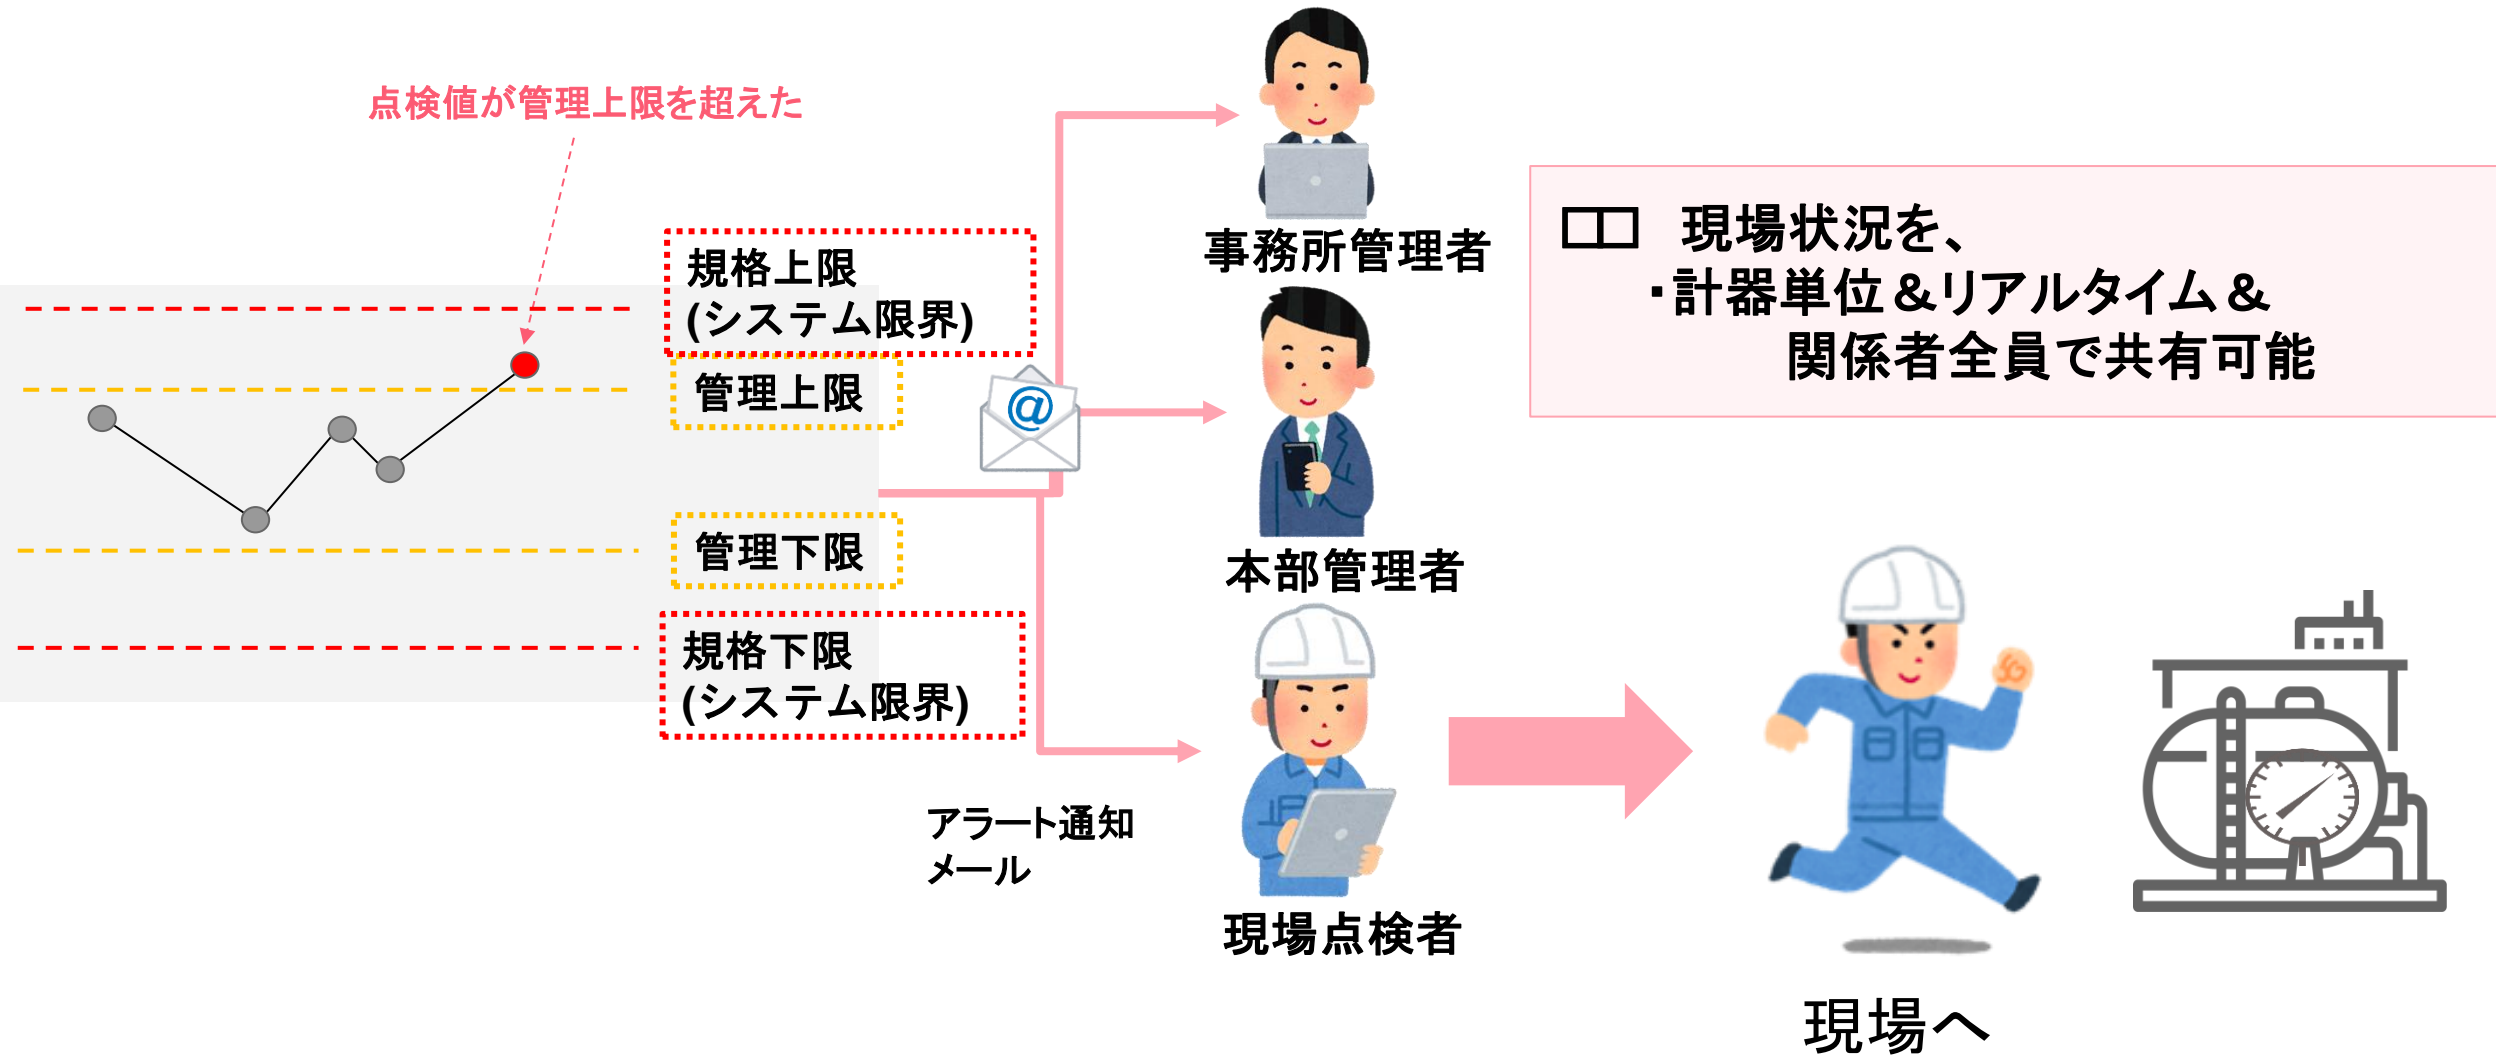 点検値が管理上限を超えた
規格上限
(システム限界)
管理上限
管理下限
規格下限
(システム限界)
@
アラート通知
メール
事務所管理者
本部管理者
現場点検者
現場状況を、
・計器単位&リアルタイム&
関係者全員で共有可能
現場へ